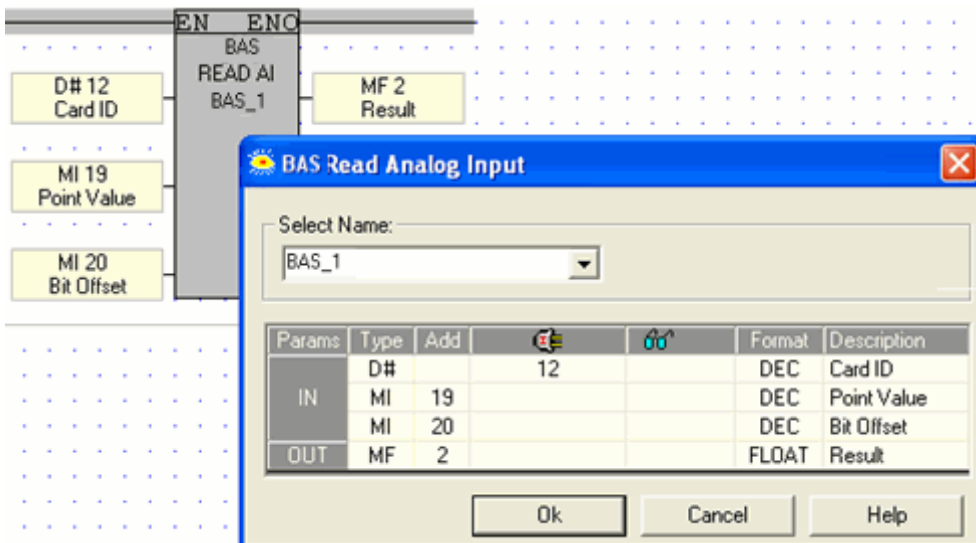 EN ENO
BAS
READ AI
BAS_1
D# 12
Card ID
MF 2
Result
MI 19
Point Value
MI 20
Bit Offset
BAS Read Analog Input
Select Name:
BAS_1
Params Type Add Format Description
IN D# 12 DEC Card ID
MI 19 DEC Point Value
MI 20 DEC Bit Offset
OUT MF 2 FLOAT Result
Ok Cancel Help